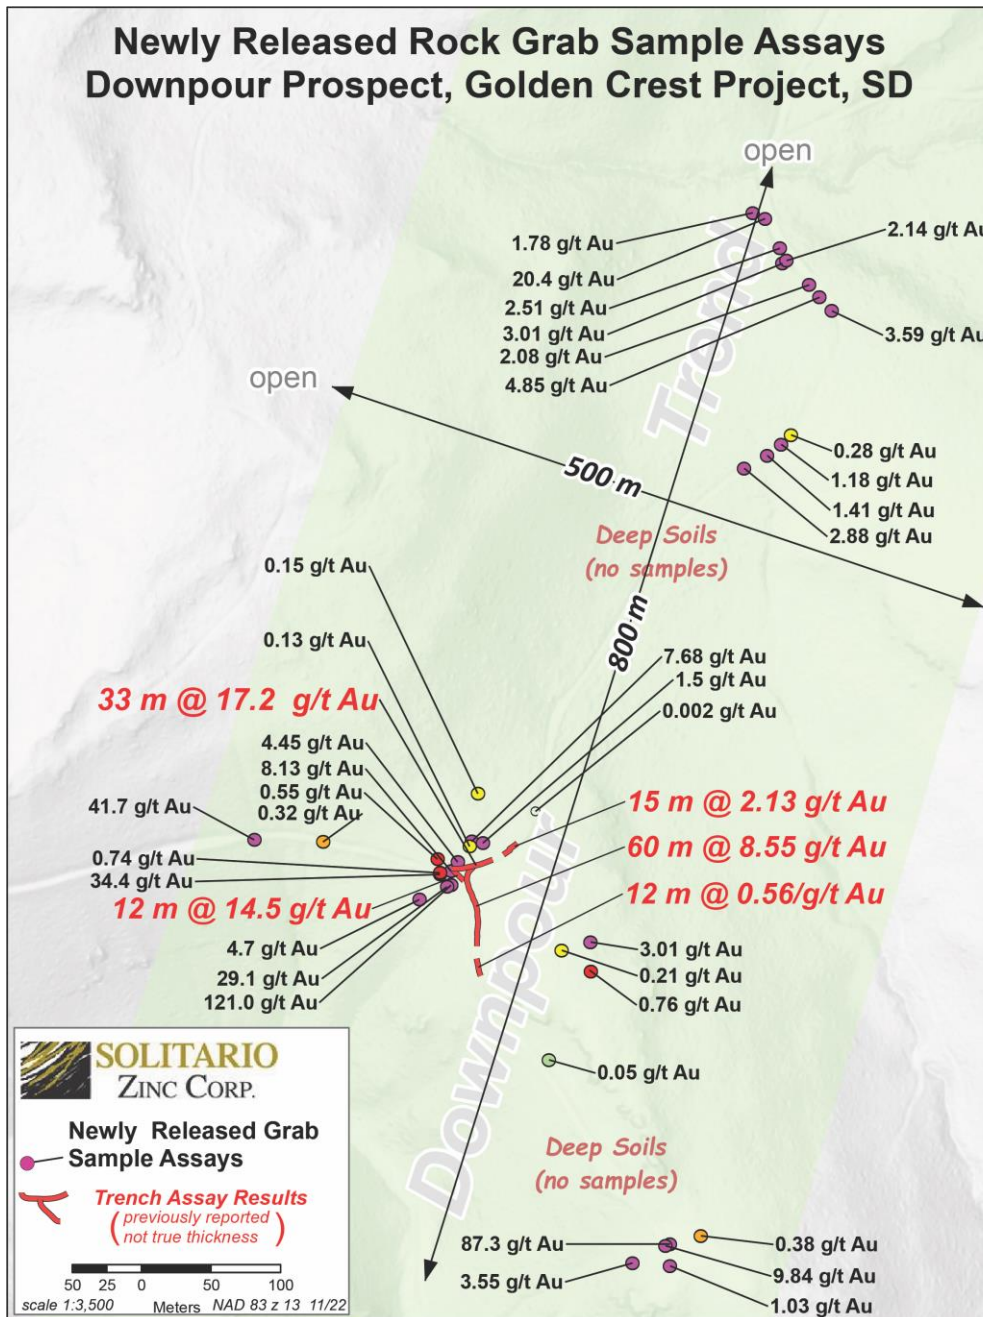 Newly Released Rock Grab Sample Assays
Downpour Prospect, Golden Crest Project, SD
open
1.78 g/t Au
2.14 g/t Au
20.4 g/t Au
2.51 g/t Au
3.01 g/t Au
3.59 g/t Au
2.08 g/t Au
4.85 g/t Au
Trend
open
0.28 g/t Au
500 m
1.18 g/t Au
1.41 g/t Au
2.88 g/t Au
Deep Soils
(no samples)
0.15 g/t Au
800 m
0.13 g/t Au
7.68 g/t Au
1.5 g/t Au
33 m @ 17.2 g/t Au
0.002 g/t Au
4.45 g/t Au
8.13 g/t Au
0.55 g/t Au
0.32 g/t Au
41.7 g/t Au
15 m @ 2.13 g/t Au
0.74 g/t Au
60 m @ 8.55 g/t Au
34.4 g/t Au
12 m @ 14.5 g/t Au
12 m @ 0.56/g/t Au
4.7 g/t Au
3.01 g/t Au
29.1 g/t Au
0.21 g/t Au
121.0 g/t Au
0.76 g/t Au
Downpour
0.05 g/t Au
Deep Soils
(no samples)
87.3 g/t Au
0.38 g/t Au
3.55 g/t Au
9.84 g/t Au
1.03 g/t Au
SOLITARIO
ZINC CORP.
Newly Released Grab
Sample Assays
Trench Assay Results
(previously reported
not true thickness)
50 25 0 50 100
scale 1:3,500 Meters NAD 83 z 13 11/22